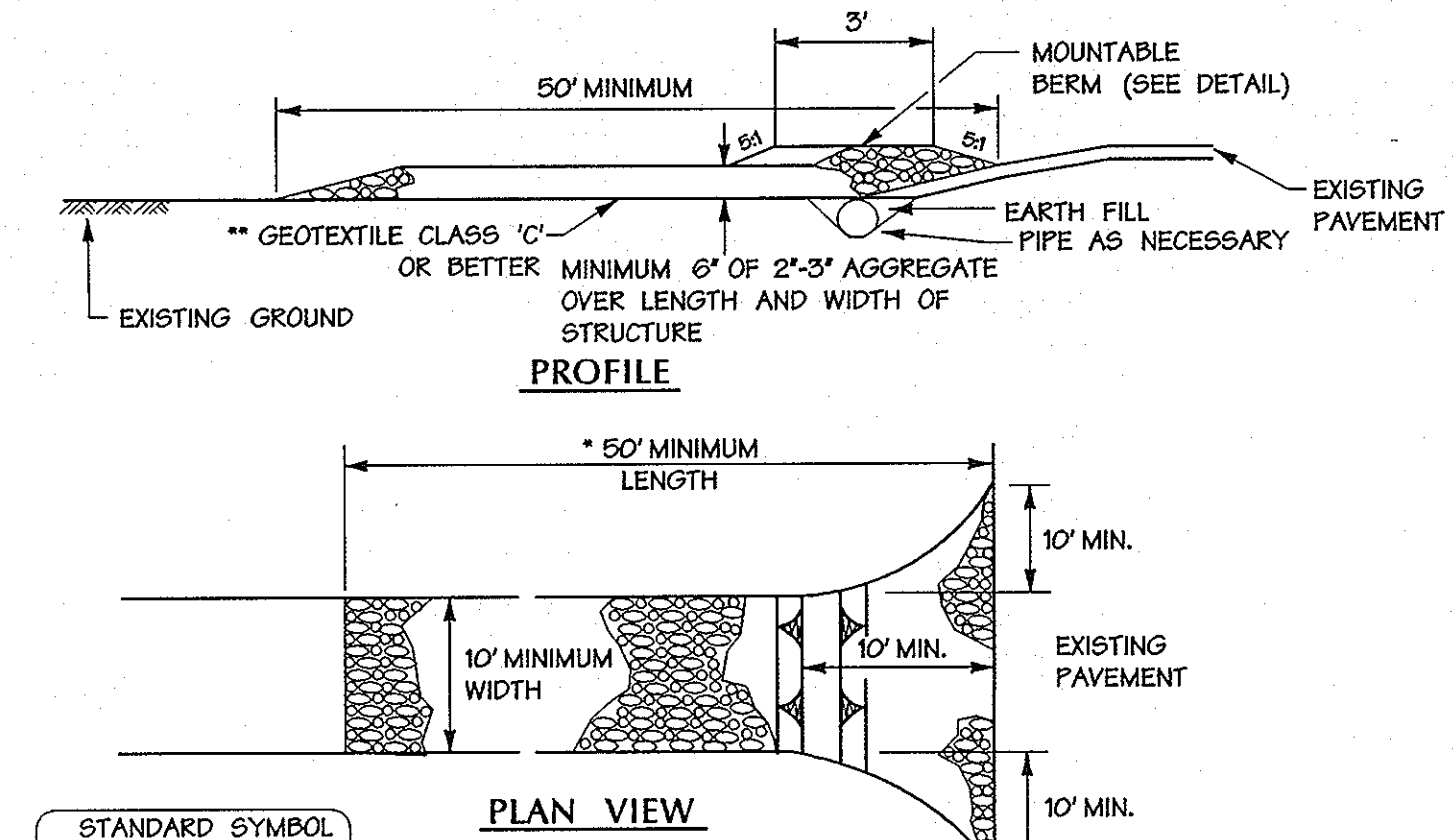 3'
MOUNTABLE
BERM (SEE DETAIL)
50' MINIMUM
5:1
5:1
EXISTING
PAVEMENT
** GEOTEXTILE CLASS 'C'
OR BETTER
EARTH FILL
PIPE AS NECESSARY
MINIMUM 6" OF 2"-3" AGGREGATE
OVER LENGTH AND WIDTH OF
STRUCTURE
EXISTING GROUND
PROFILE
* 50' MINIMUM
LENGTH
10' MIN.
10' MINIMUM
WIDTH
10' MIN.
EXISTING
PAVEMENT
10' MIN.
PLAN VIEW
STANDARD SYMBOL